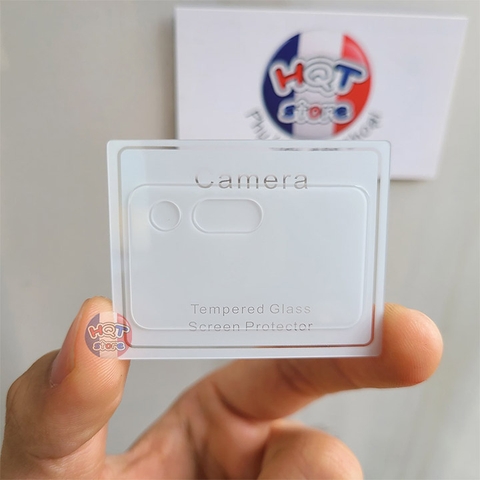 HQT
store
Camera
Tempered Glass
Screen Protector
HQT
store